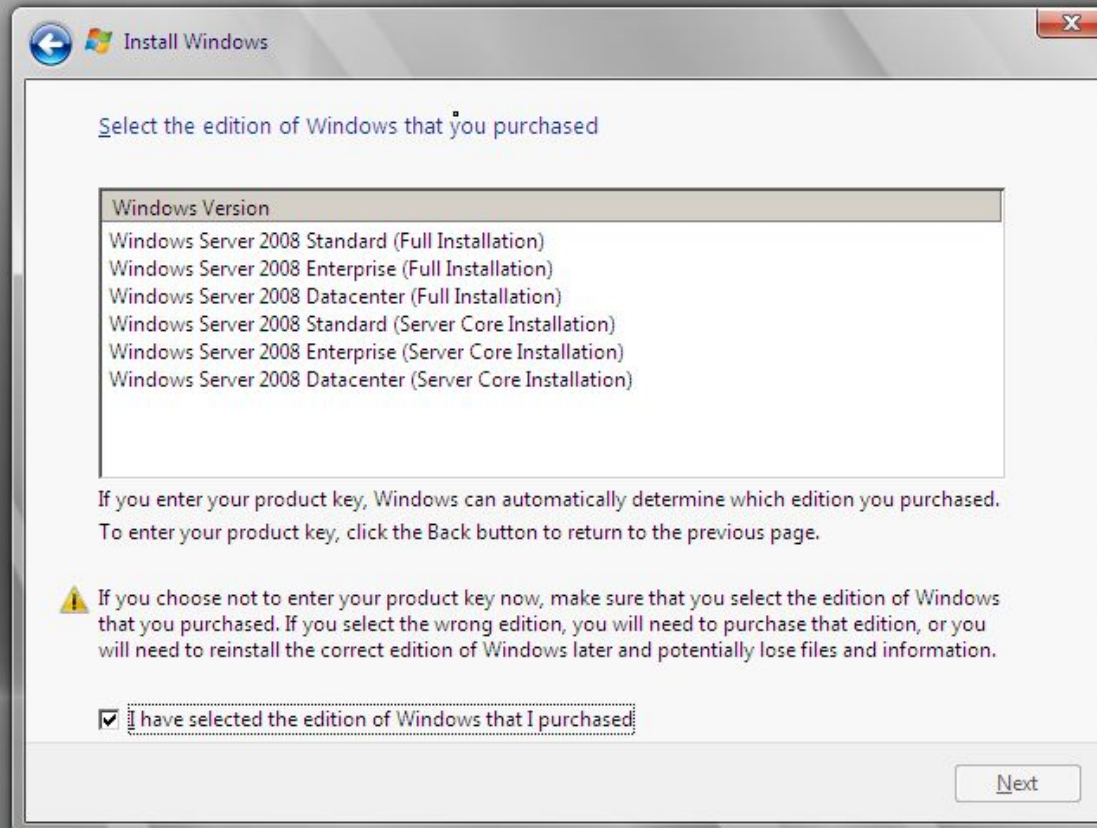 Install Windows
Select the edition of Windows that you purchased
Windows Version
Windows Server 2008 Standard (Full Installation)
Windows Server 2008 Enterprise (Full Installation)
Windows Server 2008 Datacenter (Full Installation)
Windows Server 2008 Standard (Server Core Installation)
Windows Server 2008 Enterprise (Server Core Installation)
Windows Server 2008 Datacenter (Server Core Installation)
If you enter your product key, Windows can automatically determine which edition you purchased.
To enter your product key, click the Back button to return to the previous page.
If you choose not to enter your product key now, make sure that you select the edition of Windows
that you purchased. If you select the wrong edition, you will need to purchase that edition, or you
will need to reinstall the correct edition of Windows later and potentially lose files and information.
I have selected the edition of Windows that I purchased
Next